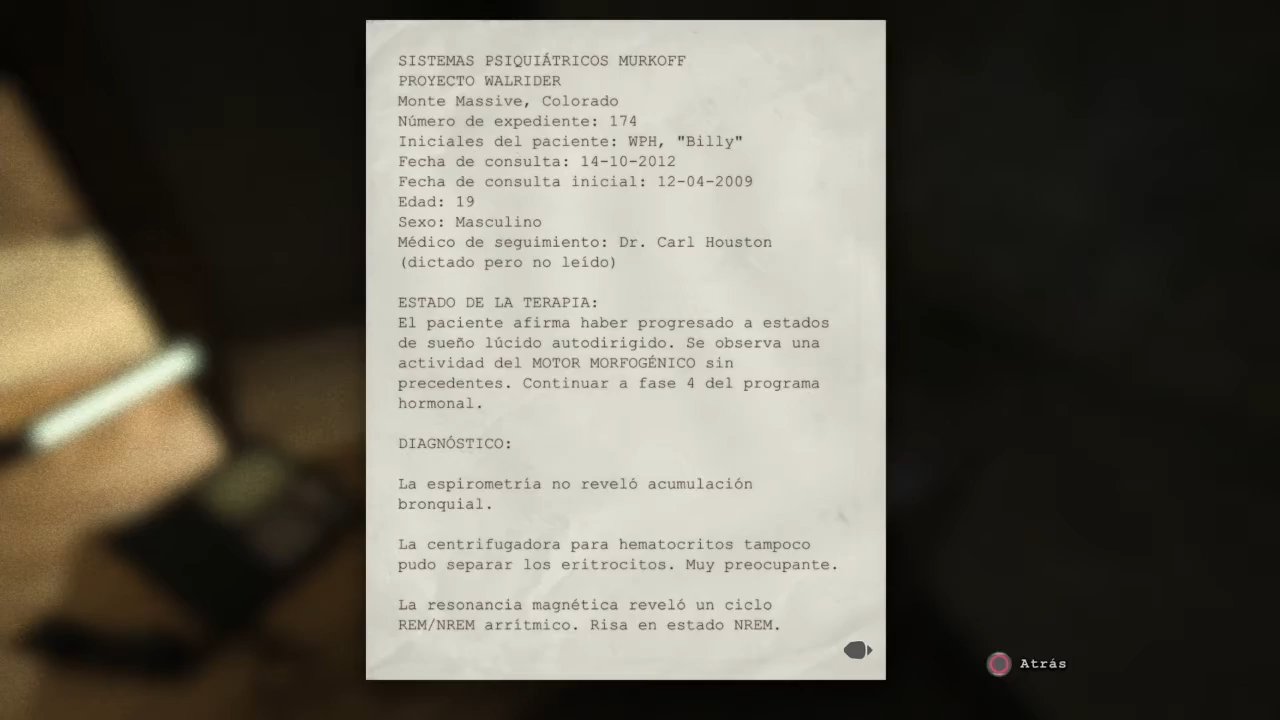 SISTEMAS PSIQUIÁTRICOS MURKOFF
PROYECTO WALRIDER
Monte Massive, Colorado
Número de expediente: 174
Iniciales del paciente: WPH, "Billy"
Fecha de consulta: 14-10-2012
Fecha de consulta inicial: 12-04-2009
Edad: 19
Sexo: Masculino
Médico de seguimiento: Dr. Carl Houston
(dictado pero no leído)
ESTADO DE LA TERAPIA:
El paciente afirma haber progresado a estados
de sueño lúcido autodirigido. Se observa una
actividad del MOTOR MORFOGÉNICO sin
precedentes. Continuar a fase 4 del programa
hormonal.
DIAGNÓSTICO:
La espirometría no reveló acumulación
bronquial.
La centrifugadora para hematocritos tampoco
pudo separar los eritrocitos. Muy preocupante.
La resonancia magnética reveló un ciclo
REM/NREM arrítmico. Risa en estado NREM.
Atrás